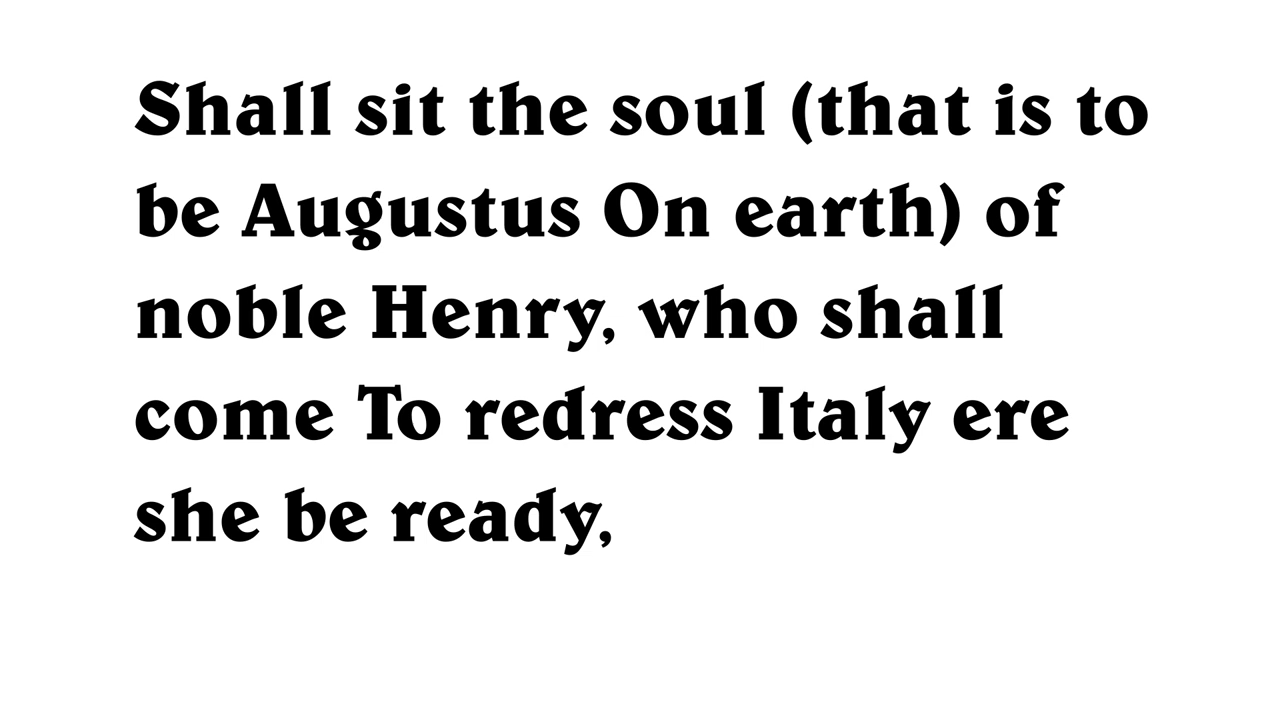 Shall sit the soul (that is to
be Augustus On earth) of
noble Henry, who shall
come To redress Italy ere
she be ready,